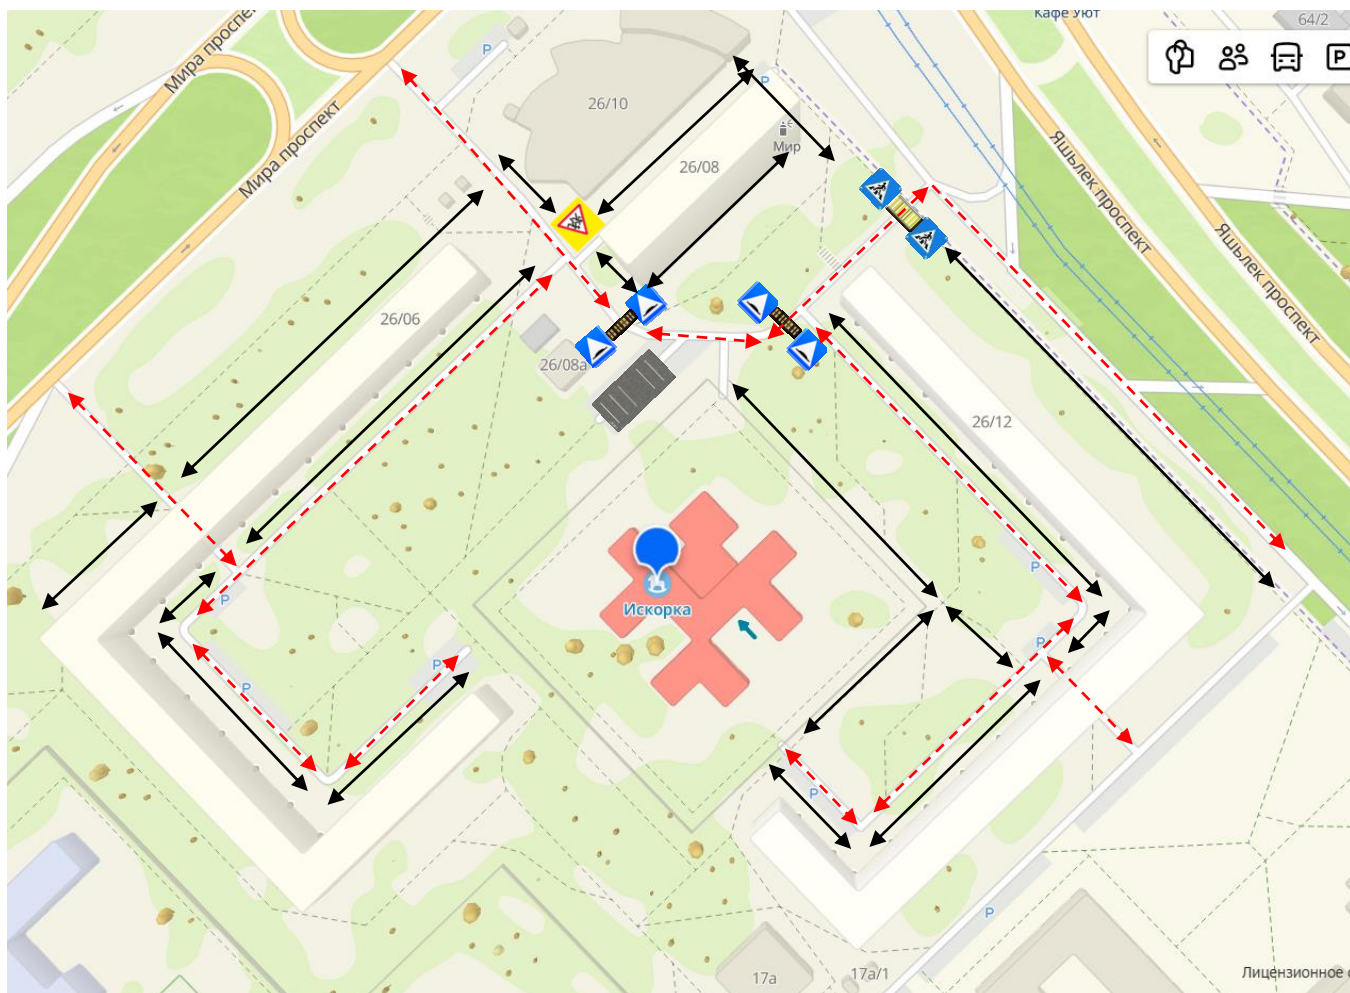 Кафе Уют
64/2
P
Мира проспе
P
P
26/10
Мира проспект
Мир
26/08
Яшьлек проспект
Яшьлек проспект
26/06
26/08а
26/12
Искорка
P
P
P
P
P
P
P
17а
17а/1
Лицензионное с